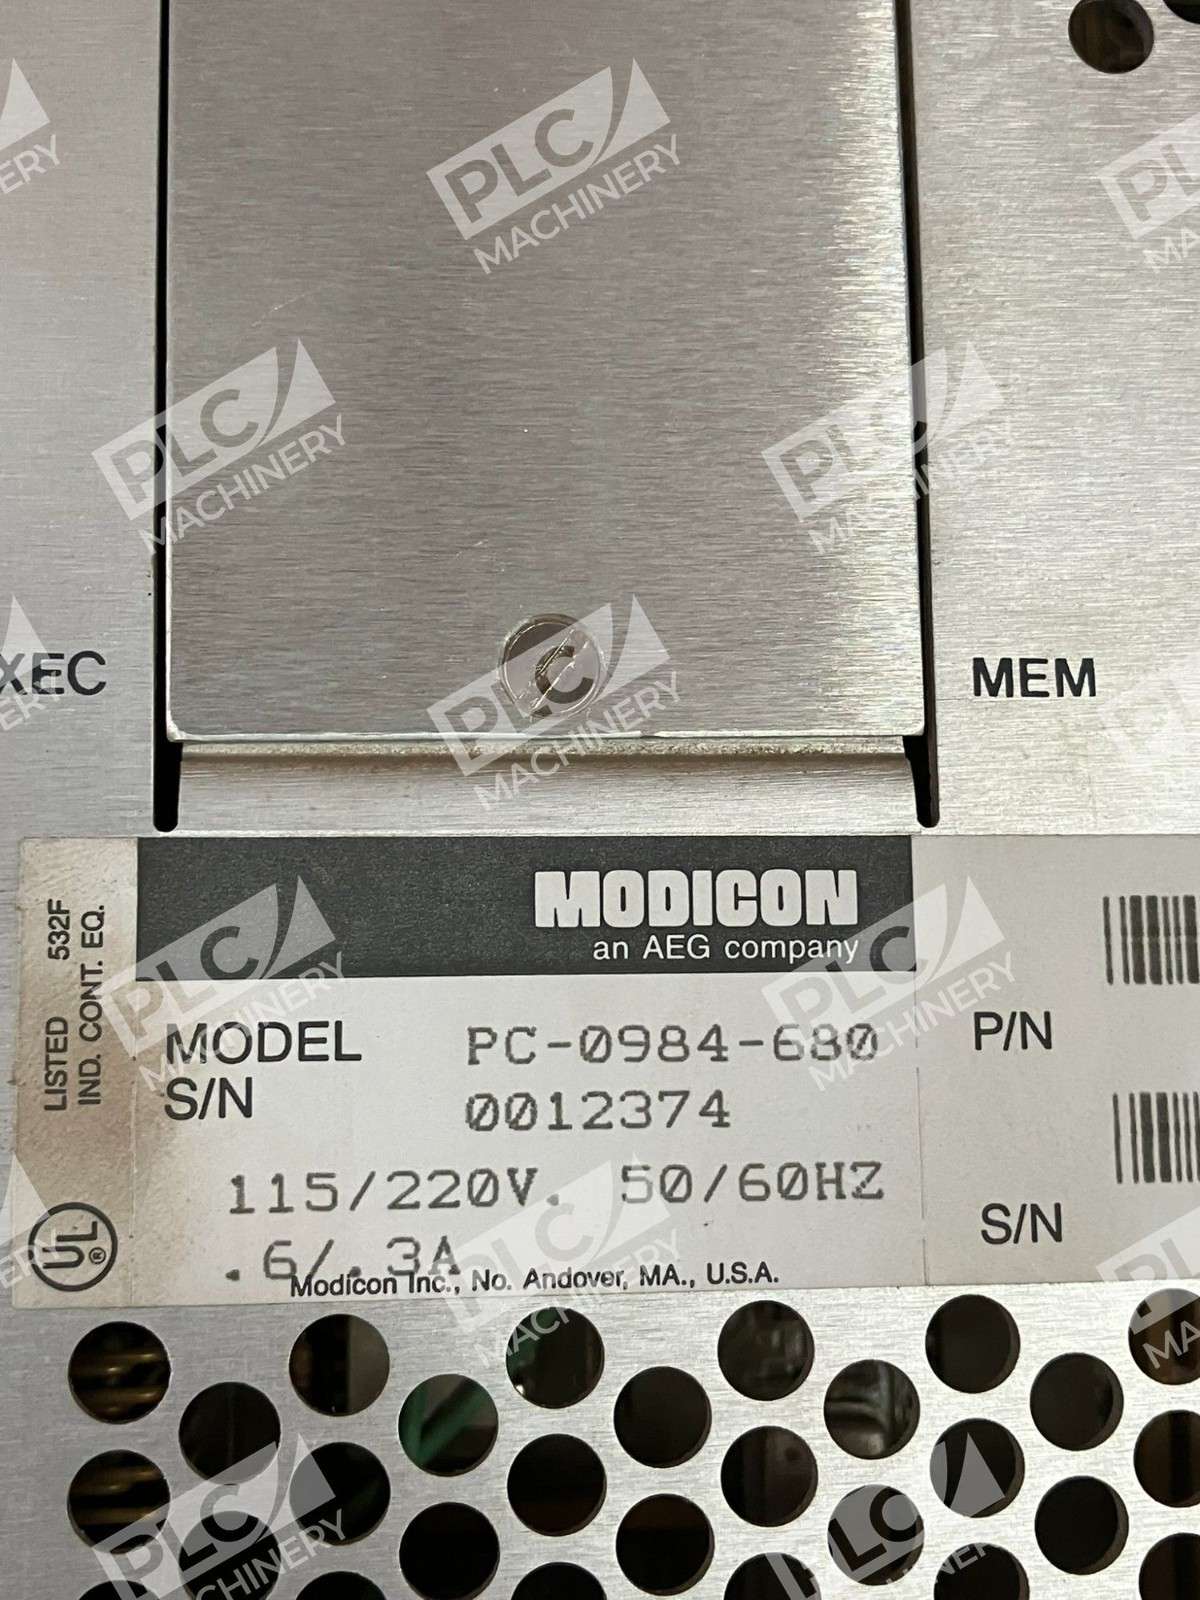 PLC
MACHINERY
MEM
LISTED 532F
IND. CONT. EQ.
UL
®
MODICON
an AEG company
MODEL PC-0984-680
S/N 0012374
115/220V. 50/60HZ
.6/.3A
Modicon Inc., No. Andover, MA., U.S.A.
P/N
S/N